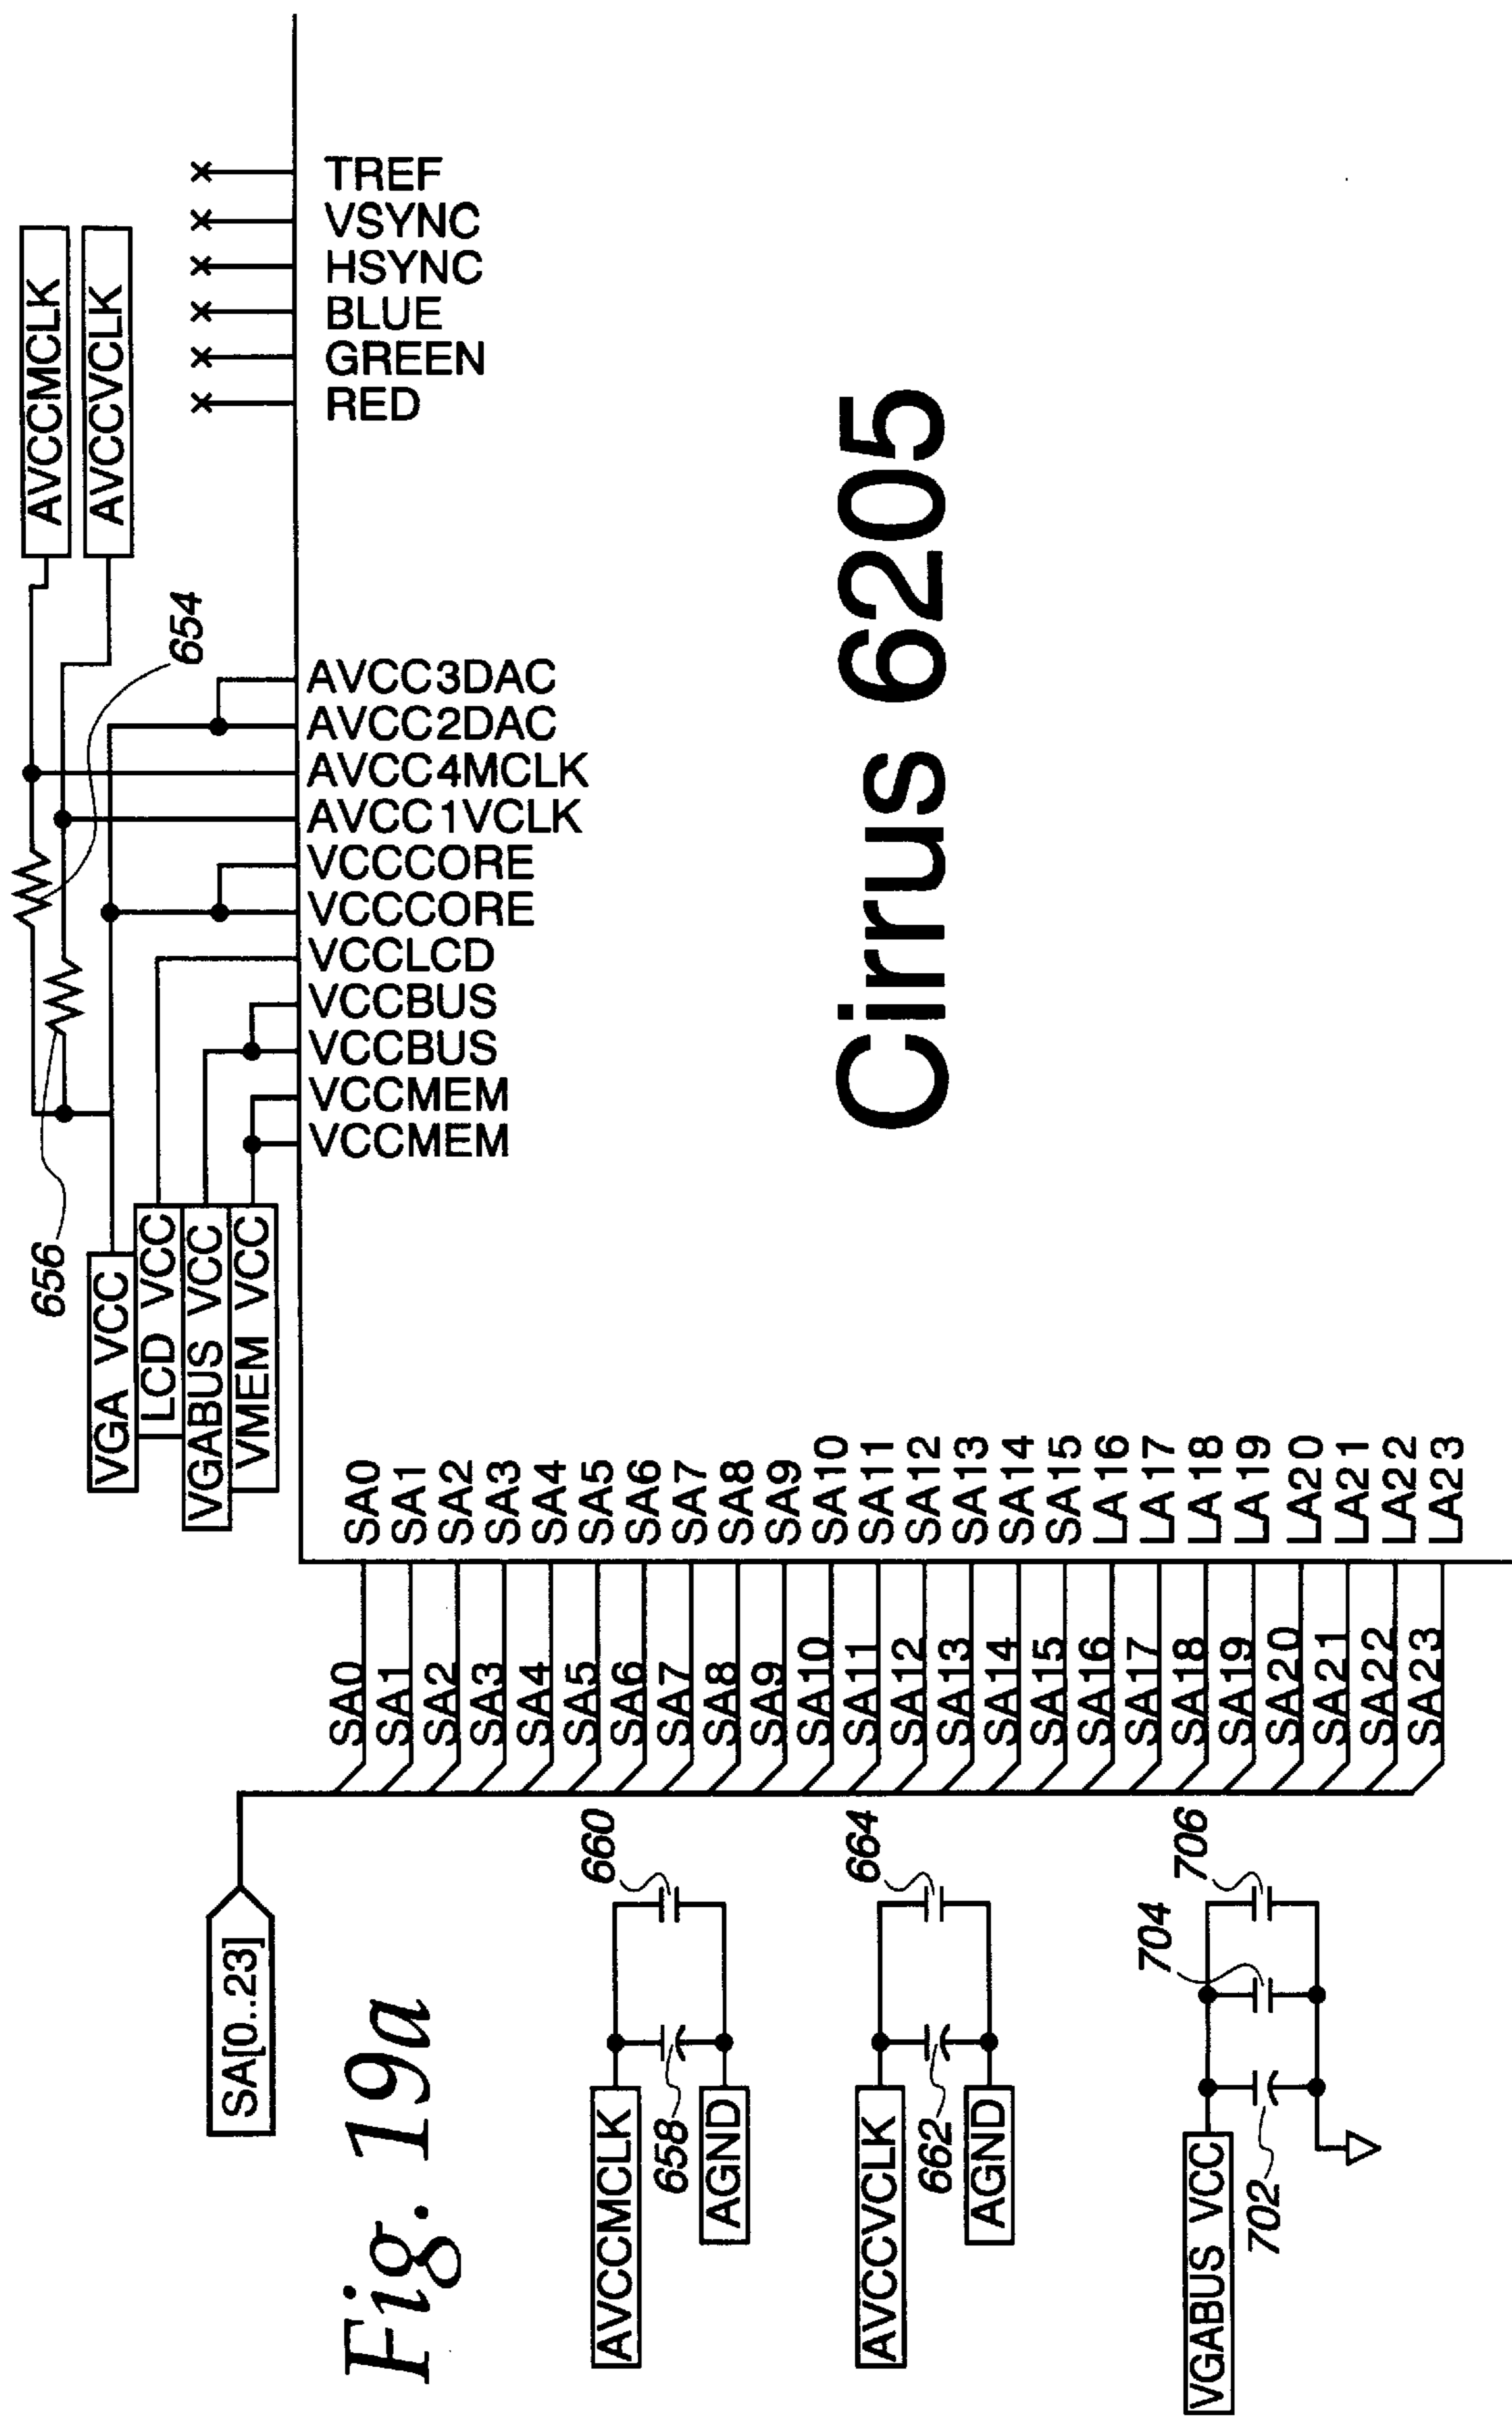 AVCCMCLK
AVCCVCLK
654
656
VGA VCC
LCD VCC
VGABUS VCC
VMEM VCC
VCCMEM
VCCMEM
VCCBUS
VCCBUS
VCCLCD
VCCCORE
VCCCORE
AVCC1VCLK
AVCC4MCLK
AVCC2DAC
AVCC3DAC
RED
GREEN
BLUE
HSYNC
VSYNC
TREF
Cirrus 6205
SA[0..23]
SA0 SA0
SA1 SA1
SA2 SA2
SA3 SA3
SA4 SA4
SA5 SA5
SA6 SA6
SA7 SA7
SA8 SA8
SA9 SA9
SA10 SA10
SA11 SA11
SA12 SA12
SA13 SA13
SA14 SA14
SA15 SA15
SA16 LA16
SA17 LA17
SA18 LA18
SA19 LA19
SA20 LA20
SA21 LA21
SA22 LA22
SA23 LA23
Fig. 19a
AVCCMCLK
658
660
AGND
AVCCVCLK
662
664
AGND
VGABUS VCC
702
704
706